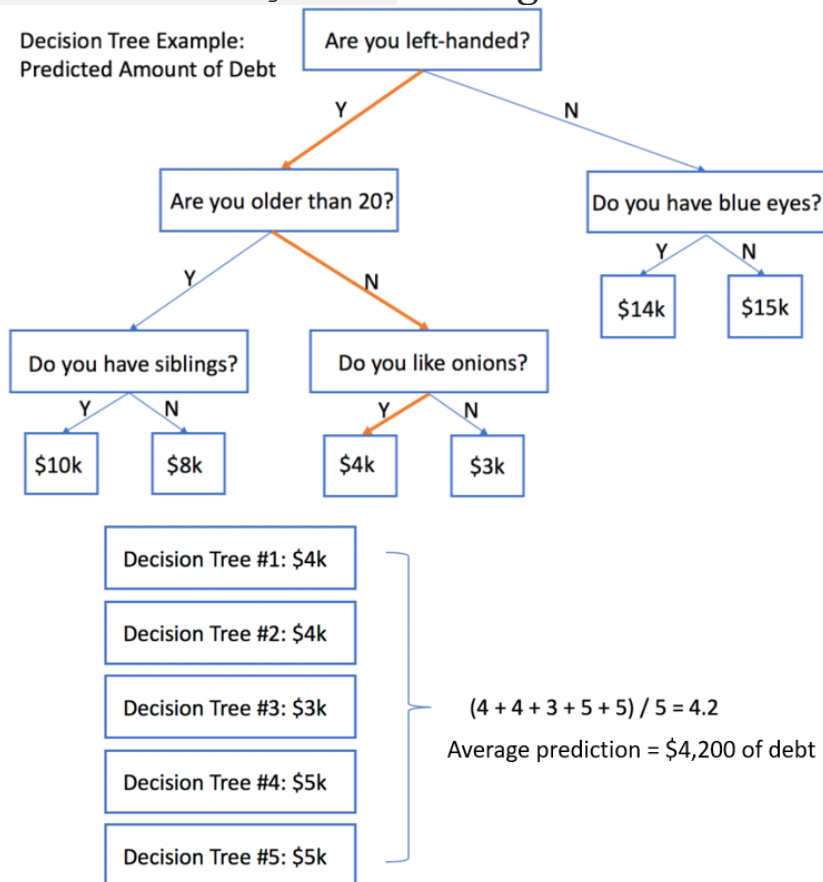 Decision Tree Example:
Predicted Amount of Debt
Are you left-handed?
Y
N
Are you older than 20?
Do you have blue eyes?
Y
N
Y
N
$14k
$15k
Do you have siblings?
Do you like onions?
Y
N
Y
N
$10k
$8k
$4k
$3k
Decision Tree #1: $4k
Decision Tree #2: $4k
Decision Tree #3: $3k
Decision Tree #4: $5k
Decision Tree #5: $5k
(4 + 4 + 3 + 5 + 5) / 5 = 4.2
Average prediction = $4,200 of debt